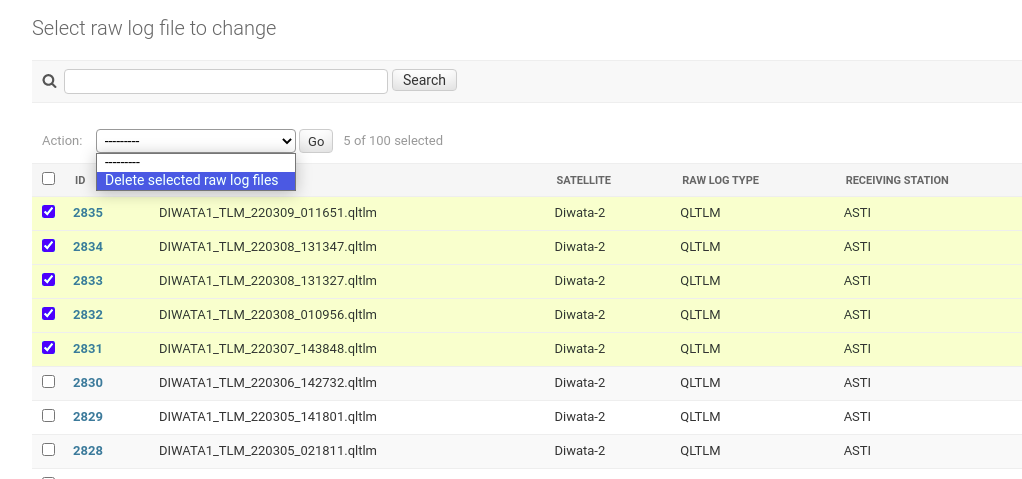 Select raw log file to change
Search
Action: --------- Go 5 of 100 selected
---------
Delete selected raw log files
ID SATELLITE RAW LOG TYPE RECEIVING STATION
2835 DIWATA1_TLM_220309_011651.qltlm Diwata-2 QLTLM ASTI
2834 DIWATA1_TLM_220308_131347.qltlm Diwata-2 QLTLM ASTI
2833 DIWATA1_TLM_220308_131327.qltlm Diwata-2 QLTLM ASTI
2832 DIWATA1_TLM_220308_010956.qltlm Diwata-2 QLTLM ASTI
2831 DIWATA1_TLM_220307_143848.qltlm Diwata-2 QLTLM ASTI
2830 DIWATA1_TLM_220306_142732.qltlm Diwata-2 QLTLM ASTI
2829 DIWATA1_TLM_220305_141801.qltlm Diwata-2 QLTLM ASTI
2828 DIWATA1_TLM_220305_021811.qltlm Diwata-2 QLTLM ASTI